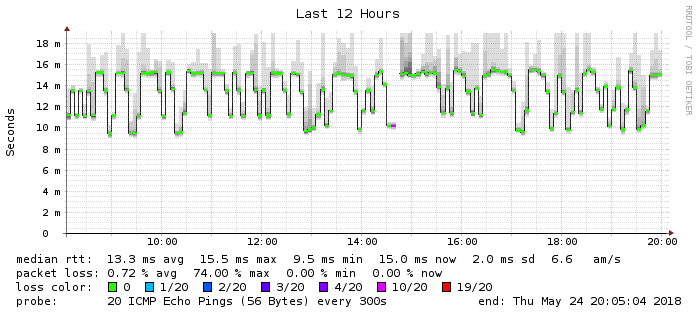 Last 12 Hours
RRDTOOL / TOBI OETIKER
Seconds
18 m
16 m
14 m
12 m
10 m
8 m
6 m
4 m
2 m
0
10:00 12:00 14:00 16:00 18:00 20:00
median rtt: 13.3 ms avg 15.5 ms max 9.5 ms min 15.0 ms now 2.0 ms sd 6.6 am/s
packet loss: 0.72 % avg 74.00 % max 0.00 % min 0.00 % now
loss color: 0 1/20 2/20 3/20 4/20 10/20 19/20
probe: 20 ICMP Echo Pings (56 Bytes) every 300s end: Thu May 24 20:05:04 2018